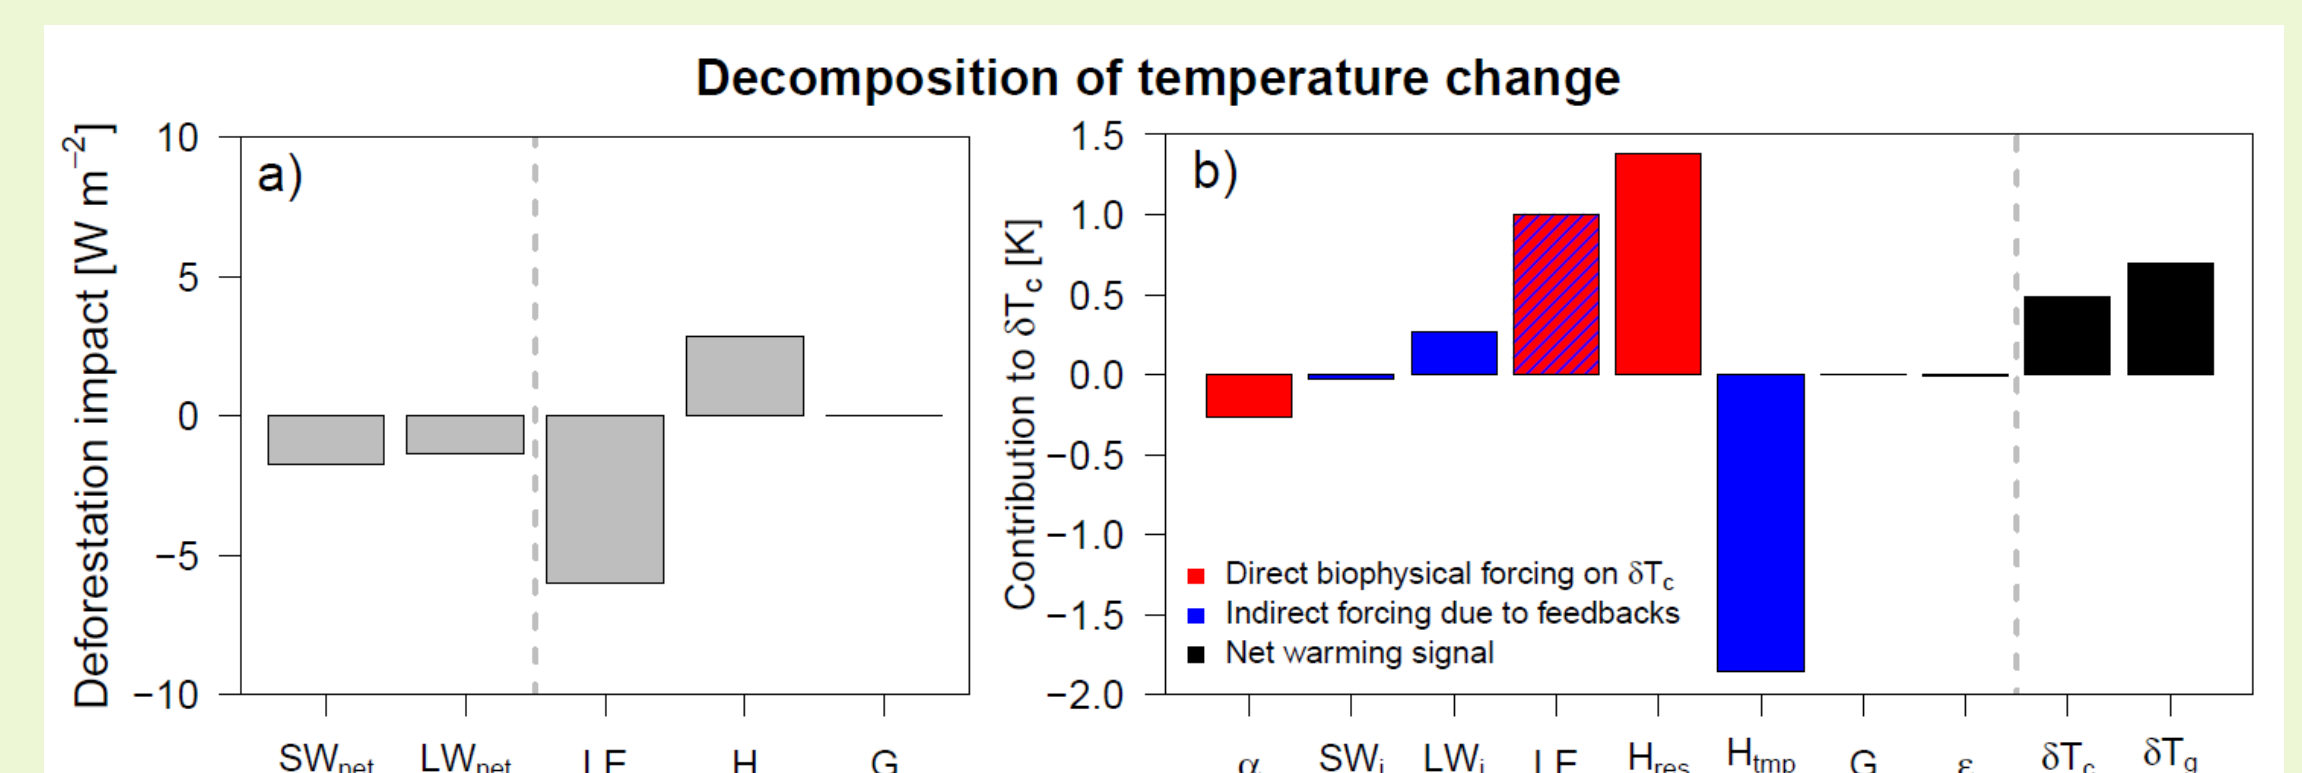 Decomposition of temperature change
a)
Deforestation impact [W m⁻²]
10
5
0
−5
−10
SWnet LWnet LE H G
b)
Contribution to δTc [K]
1.5
1.0
0.5
0.0
−0.5
−1.0
−1.5
−2.0
Direct biophysical forcing on δTc
Indirect forcing due to feedbacks
Net warming signal
α SWi LWi LE Hres Htmp G ε δTc δTg